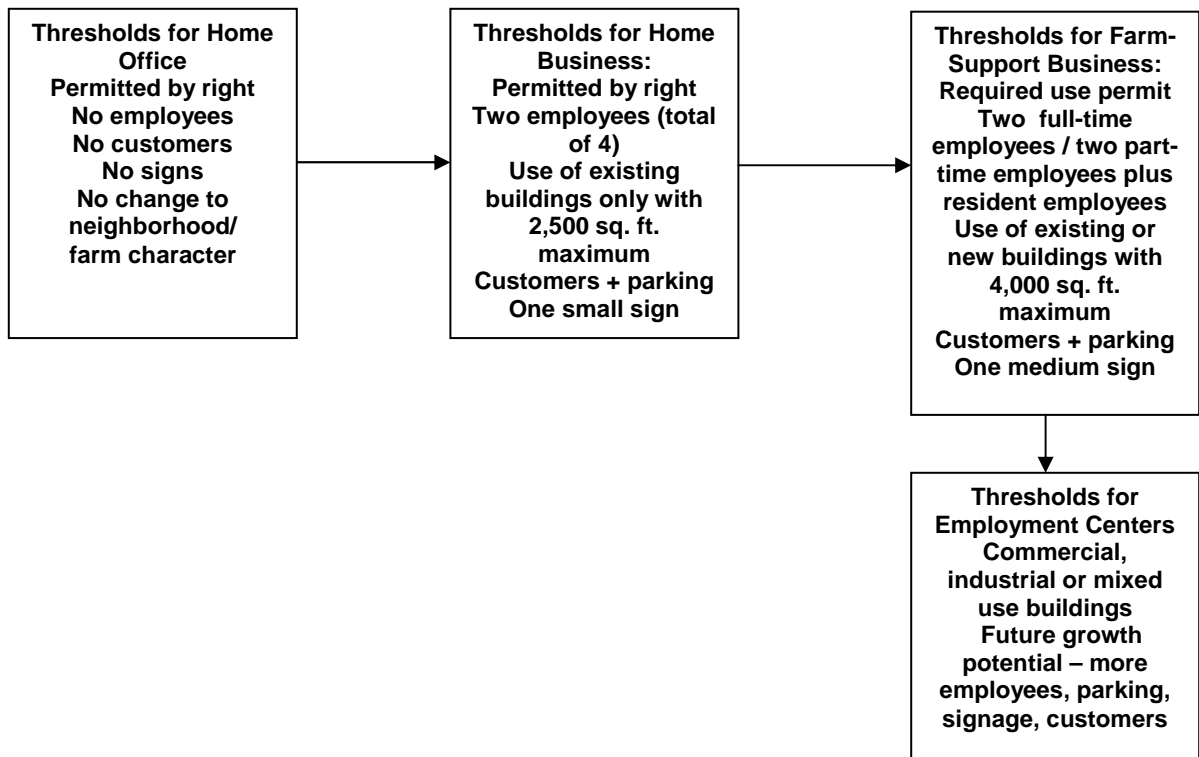 Thresholds for Home
Office
Permitted by right
No employees
No customers
No signs
No change to
neighborhood/
farm character
Thresholds for Home
Business:
Permitted by right
Two employees (total
of 4)
Use of existing
buildings only with
2,500 sq. ft.
maximum
Customers + parking
One small sign
Thresholds for Farm-
Support Business:
Required use permit
Two full-time
employees / two part-
time employees plus
resident employees
Use of existing or
new buildings with
4,000 sq. ft.
maximum
Customers + parking
One medium sign
Thresholds for
Employment Centers
Commercial,
industrial or mixed
use buildings
Future growth
potential – more
employees, parking,
signage, customers